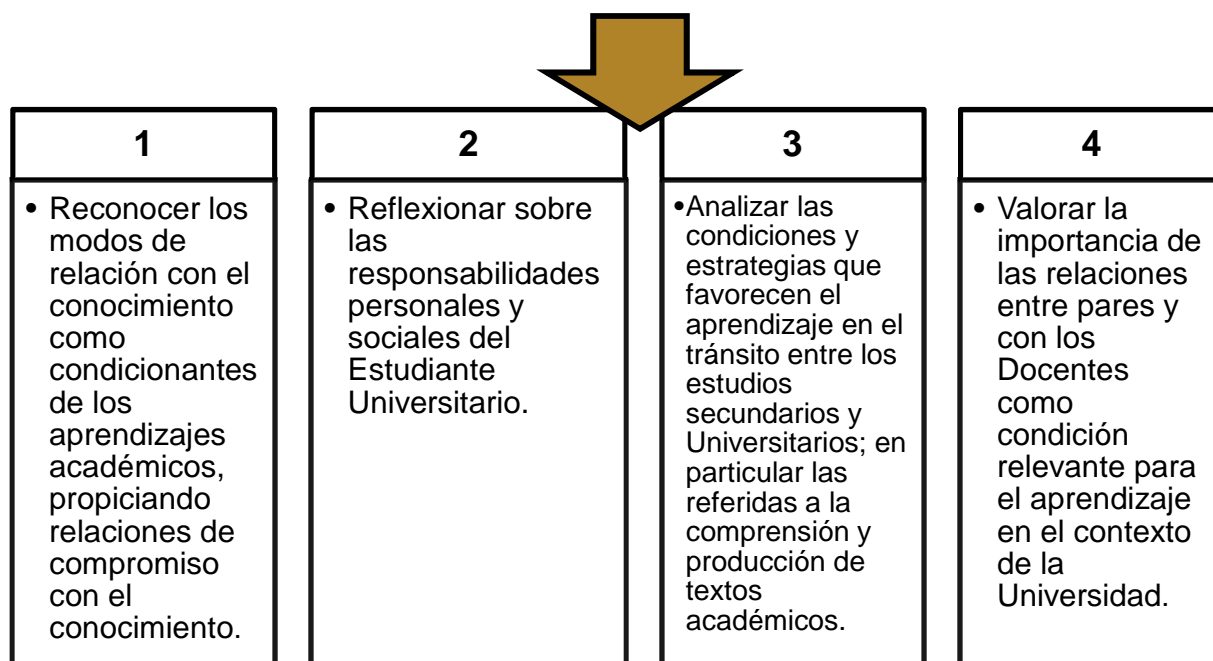 1
• Reconocer los
modos de
relación con el
conocimiento
como
condicionantes
de los
aprendizajes
académicos,
propiciando
relaciones de
compromiso
con el
conocimiento.
2
• Reflexionar sobre
las
responsabilidades
personales y
sociales del
Estudiante
Universitario.
3
•Analizar las
condiciones y
estrategias que
favorecen el
aprendizaje en el
tránsito entre los
estudios
secundarios y
Universitarios; en
particular las
referidas a la
comprensión y
producción de
textos
académicos.
4
• Valorar la
importancia de
las relaciones
entre pares y
con los
Docentes
como
condición
relevante para
el aprendizaje
en el contexto
de la
Universidad.